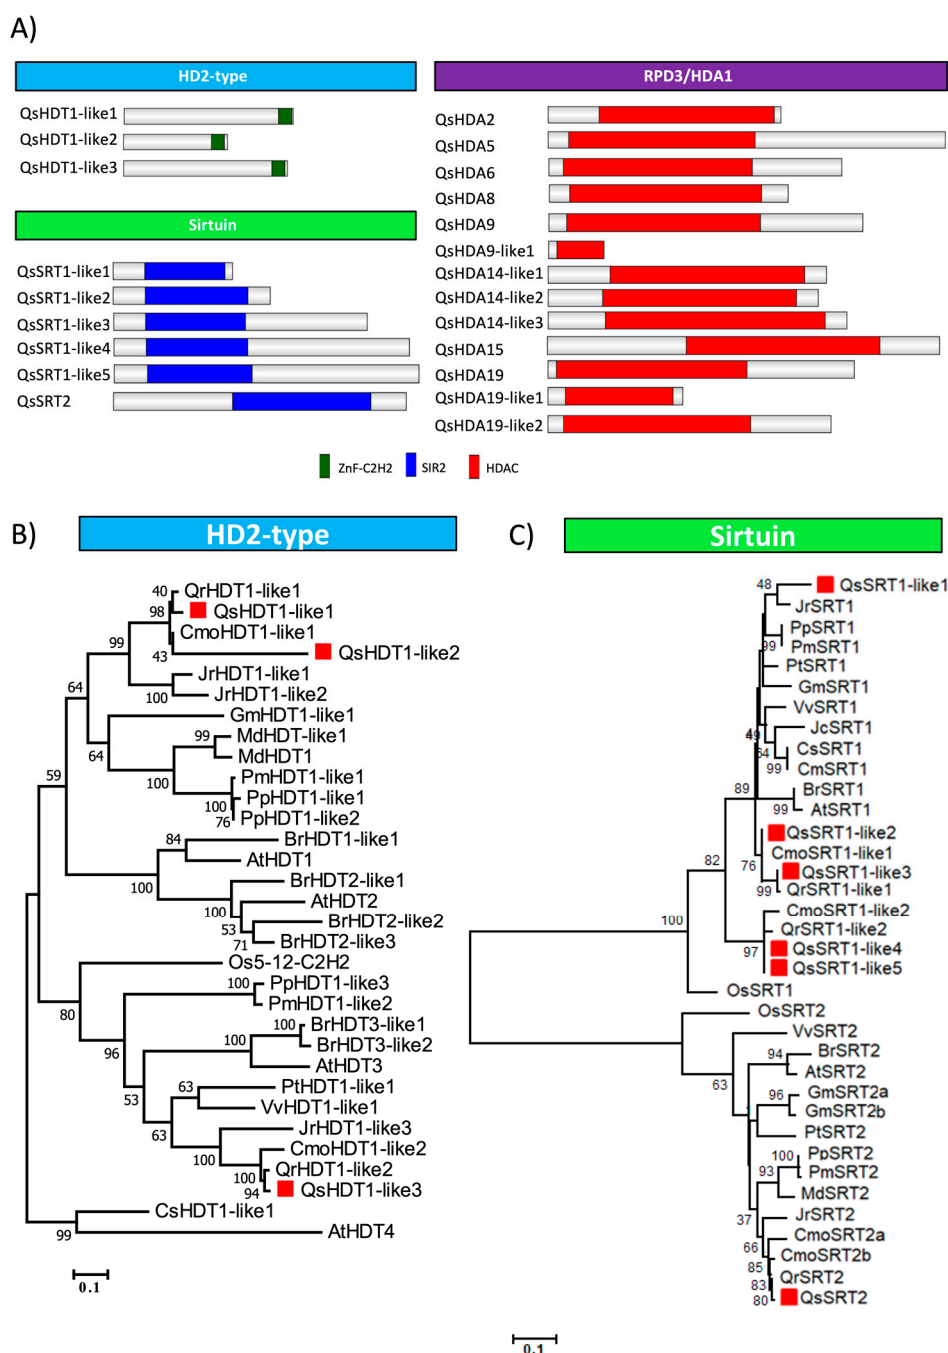 A)
HD2-type
QsHDT1-like1
QsHDT1-like2
QsHDT1-like3
Sirtuin
QsSRT1-like1
QsSRT1-like2
QsSRT1-like3
QsSRT1-like4
QsSRT1-like5
QsSRT2
RPD3/HDA1
QsHDA2
QsHDA5
QsHDA6
QsHDA8
QsHDA9
QsHDA9-like1
QsHDA14-like1
QsHDA14-like2
QsHDA14-like3
QsHDA15
QsHDA19
QsHDA19-like1
QsHDA19-like2
ZnF-C2H2 SIR2 HDAC
B)
HD2-type
40 QrHDT1-like1
98 QsHDT1-like1
CmoHDT1-like1
99
43 QsHDT1-like2
JrHDT1-like1
64
100 JrHDT1-like2
GmHDT1-like1
99 MdHDT-like1
64
MdHDT1
59
100 PmHDT1-like1
100 PpHDT1-like1
76 PpHDT1-like2
84 BrHDT1-like1
AtHDT1
100 BrHDT2-like1
100 AtHDT2
53 BrHDT2-like2
71 BrHDT2-like3
Os5-12-C2H2
100 PpHDT1-like3
80 PmHDT1-like2
100 BrHDT3-like1
100 BrHDT3-like2
96
AtHDT3
53 63 PtHDT1-like1
VvHDT1-like1
63 JrHDT1-like3
100 CmoHDT1-like2
100 QrHDT1-like2
94 QsHDT1-like3
CsHDT1-like1
99 AtHDT4
0.1
C)
Sirtuin
48 QsSRT1-like1
JrSRT1
PpSRT1
99 PmSRT1
PtSRT1
GmSRT1
VvSRT1
JcSRT1
49
64 CsSRT1
99 CmSRT1
89 BrSRT1
99 AtSRT1
QsSRT1-like2
CmoSRT1-like1
82 76 QsSRT1-like3
99 QrSRT1-like1
CmoSRT1-like2
100 QrSRT1-like2
97 QsSRT1-like4
QsSRT1-like5
OsSRT1
OsSRT2
VvSRT2
94 BrSRT2
AtSRT2
63 96 GmSRT2a
GmSRT2b
PtSRT2
100 PpSRT2
93 PmSRT2
MdSRT2
37 JrSRT2
66 CmoSRT2a
CmoSRT2b
85
83 QrSRT2
80 QsSRT2
0.1